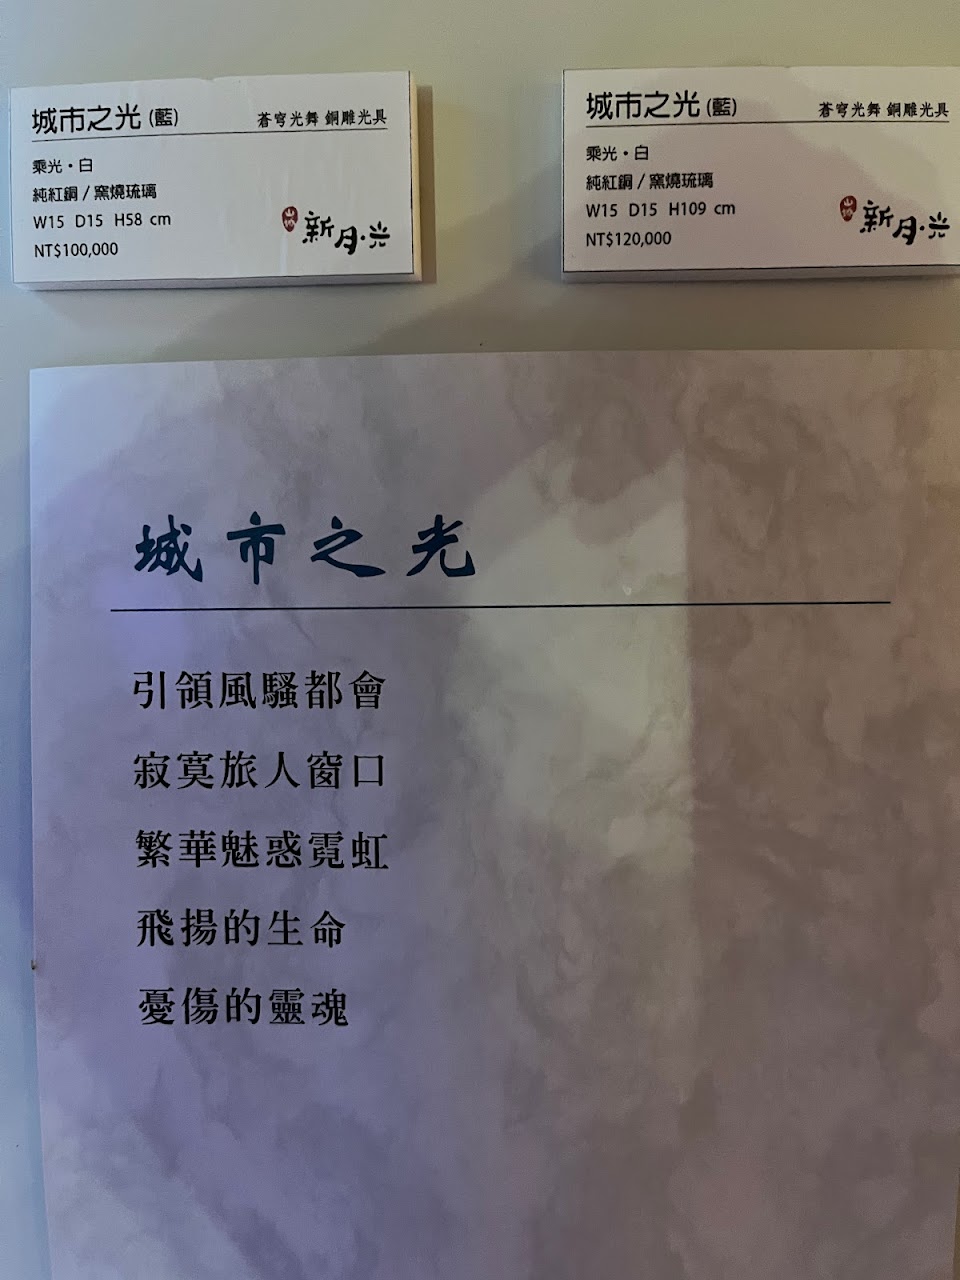 城市之光(藍) 蒼穹光舞 銅雕光具
乘光・白
純紅銅 / 窯燒琉璃
W15 D15 H58 cm
NT$100,000
新月・光
城市之光(藍) 蒼穹光舞 銅雕光具
乘光・白
純紅銅 / 窯燒琉璃
W15 D15 H109 cm
NT$120,000
新月・光
城市之光
引領風騷都會
寂寞旅人窗口
繁華魅惑霓虹
飛揚的生命
憂傷的靈魂